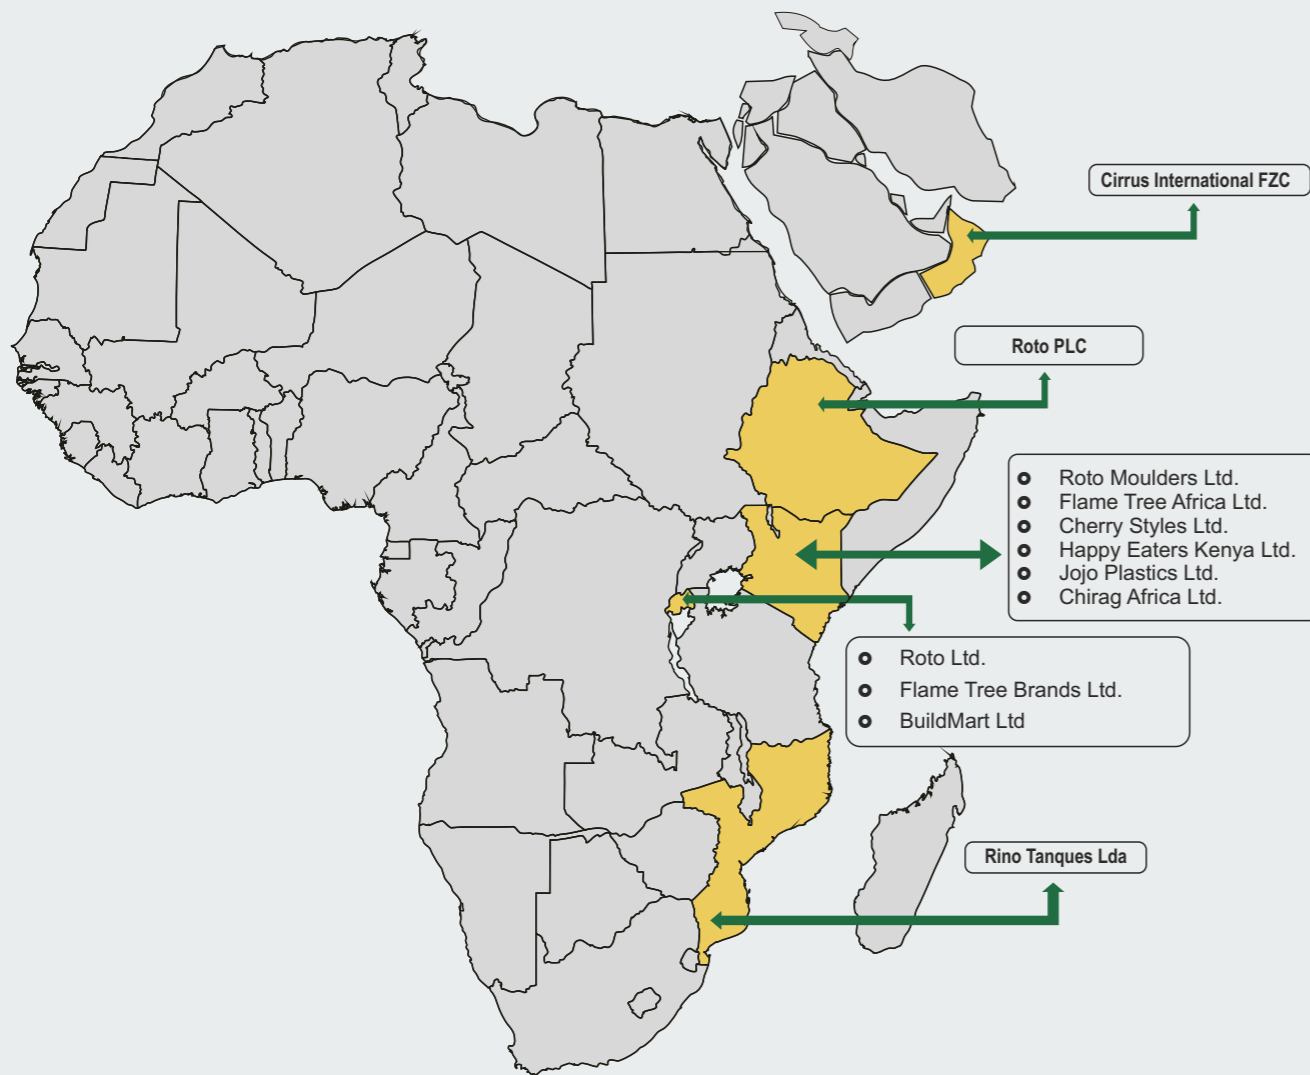 Cirrus International FZC
Roto PLC
Roto Moulders Ltd.
Flame Tree Africa Ltd.
Cherry Styles Ltd.
Happy Eaters Kenya Ltd.
Jojo Plastics Ltd.
Chirag Africa Ltd.
Roto Ltd.
Flame Tree Brands Ltd.
BuildMart Ltd
Rino Tanques Lda